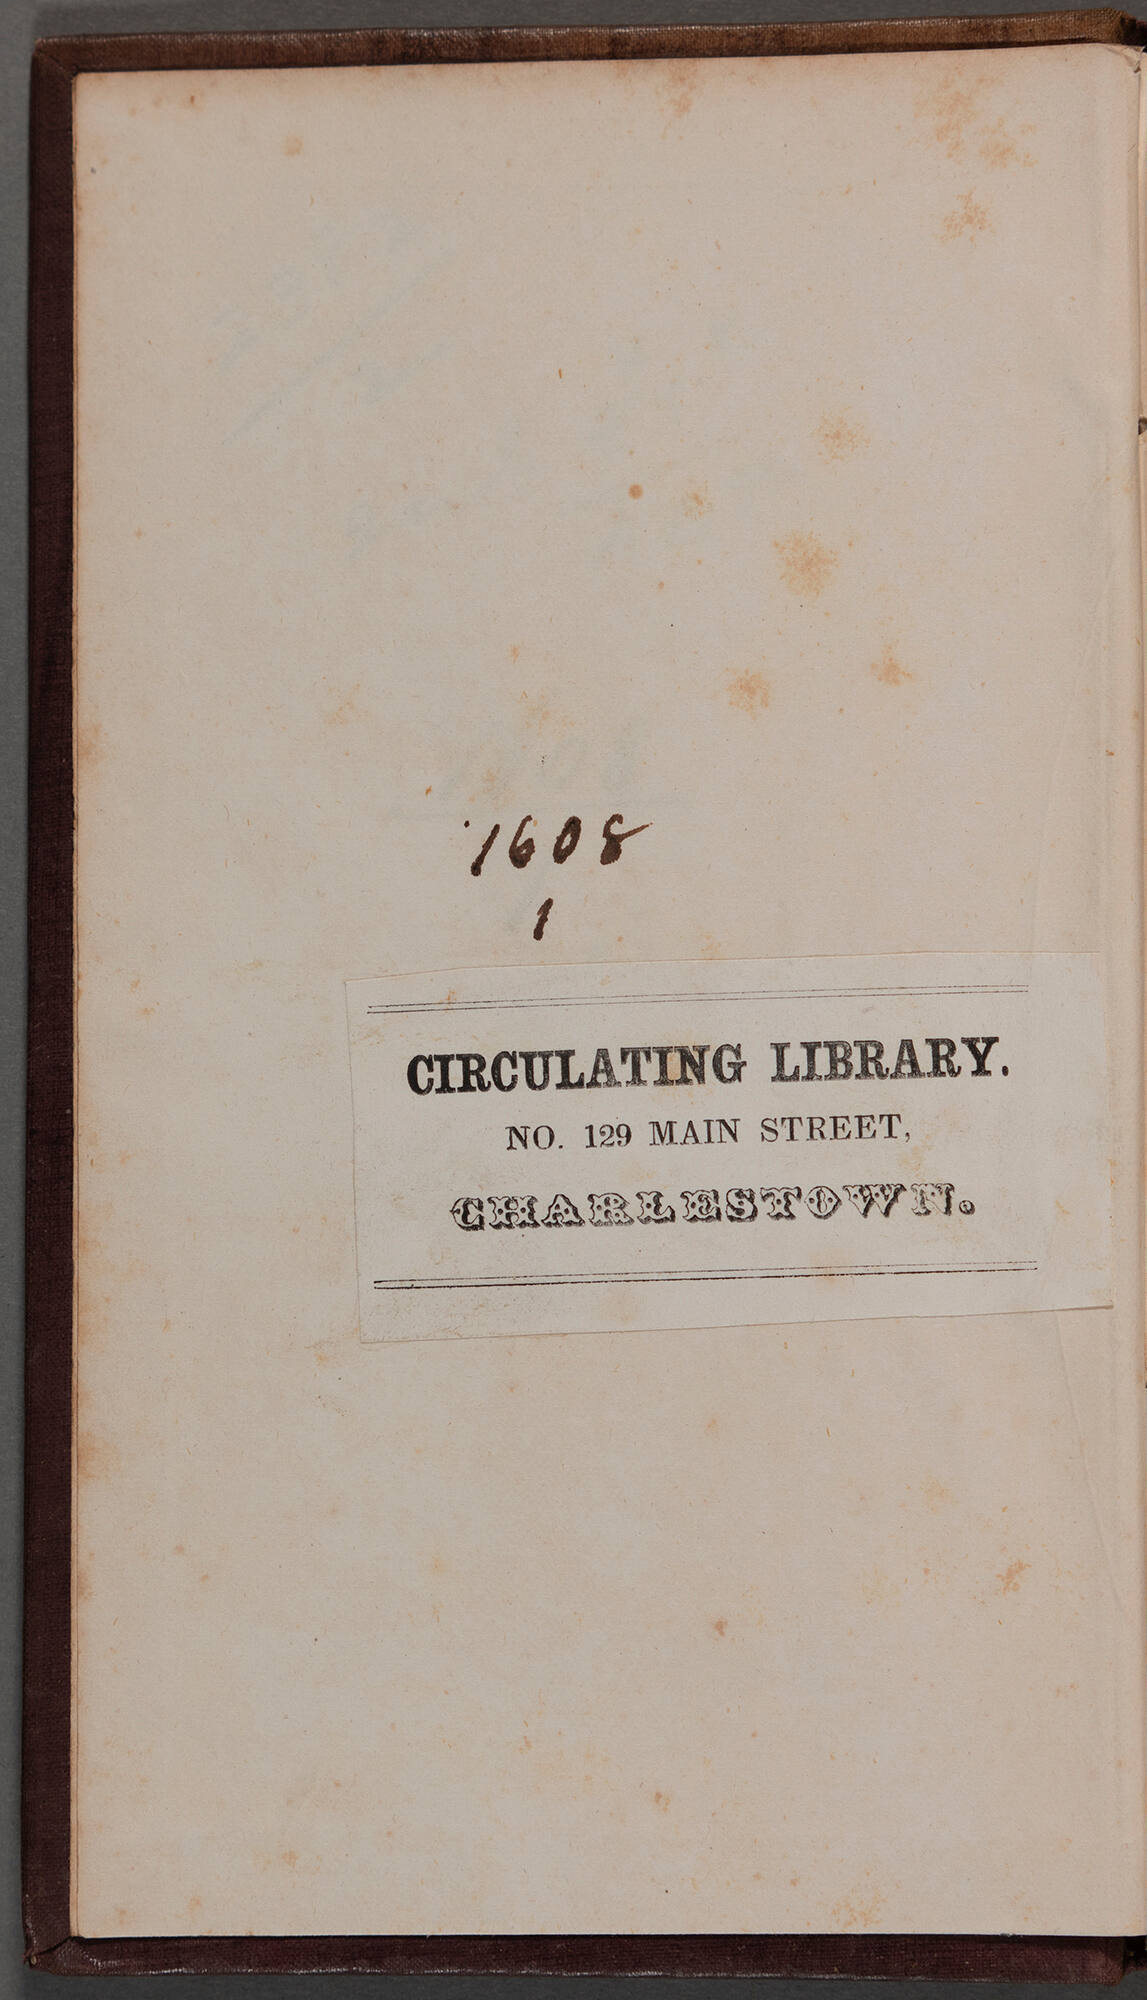 1608
1
CIRCULATING LIBRARY.
NO. 129 MAIN STREET,
CHARLESTOWN.